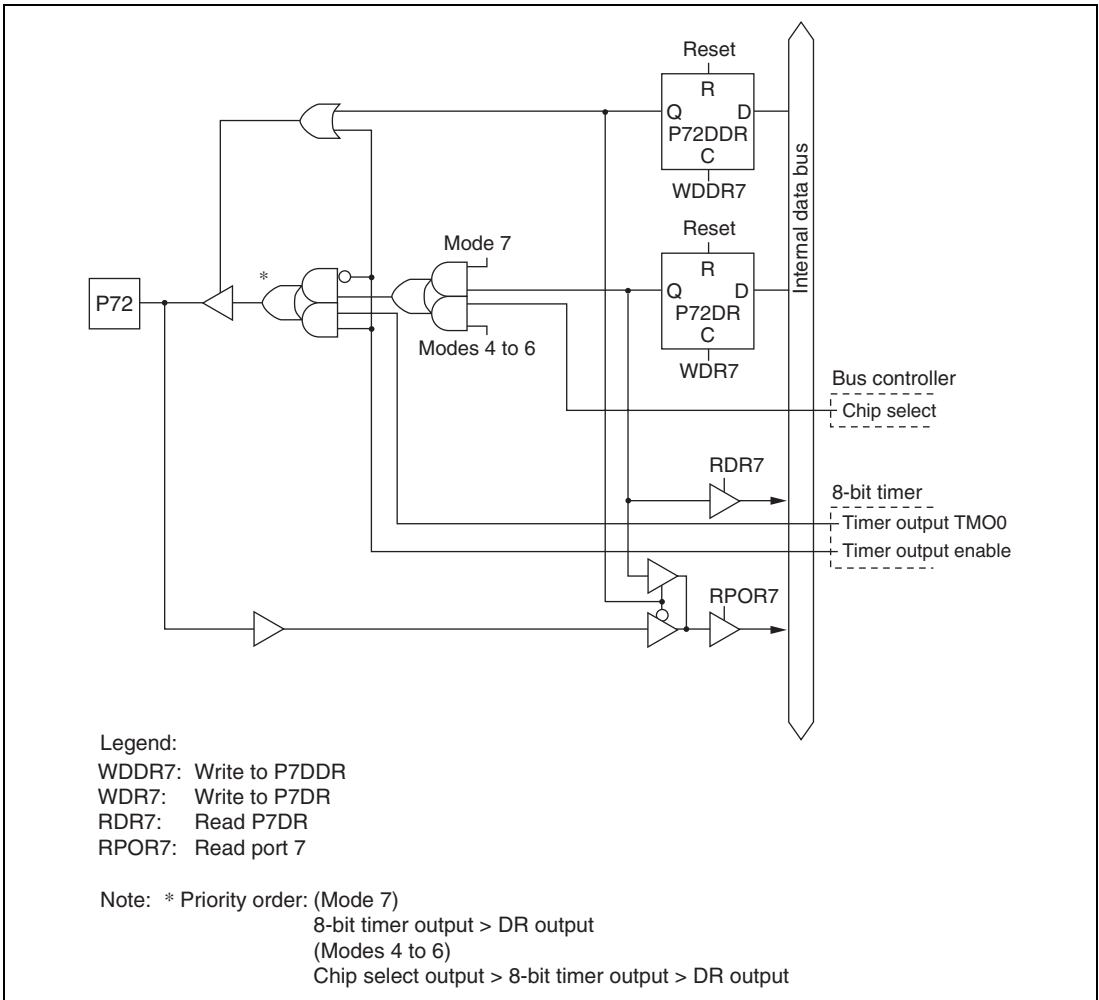 Reset
R
Q D
P72DDR
C
WDDR7
Internal data bus
Reset
Mode 7
R
*
P72
Q D
P72DR
C
Modes 4 to 6
WDR7
Bus controller
Chip select
RDR7
8-bit timer
Timer output TMO0
Timer output enable
RPOR7
Legend:
WDDR7: Write to P7DDR
WDR7: Write to P7DR
RDR7: Read P7DR
RPOR7: Read port 7
Note: * Priority order: (Mode 7)
8-bit timer output > DR output
(Modes 4 to 6)
Chip select output > 8-bit timer output > DR output